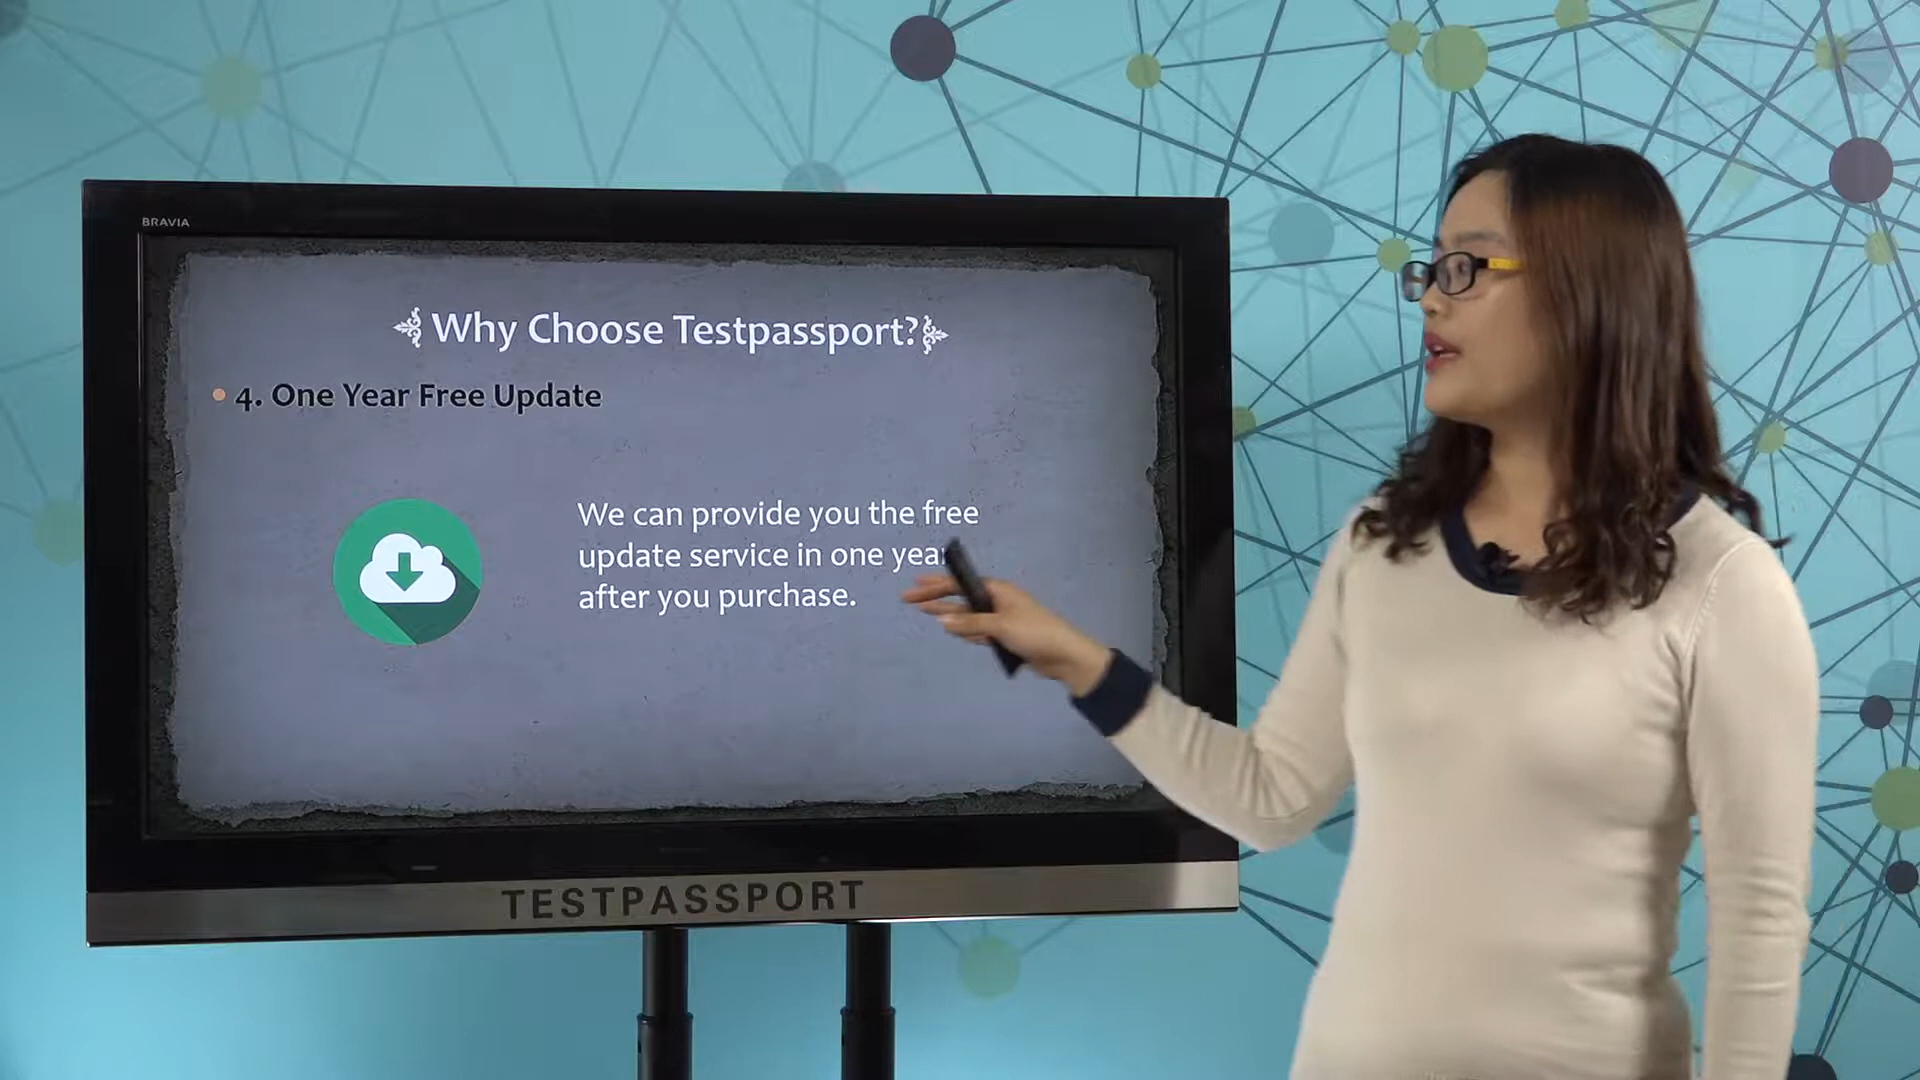 BRAVIA
Why Choose Testpassport?
4. One Year Free Update
We can provide you the free
update service in one year
after you purchase.
TESTPASSPORT